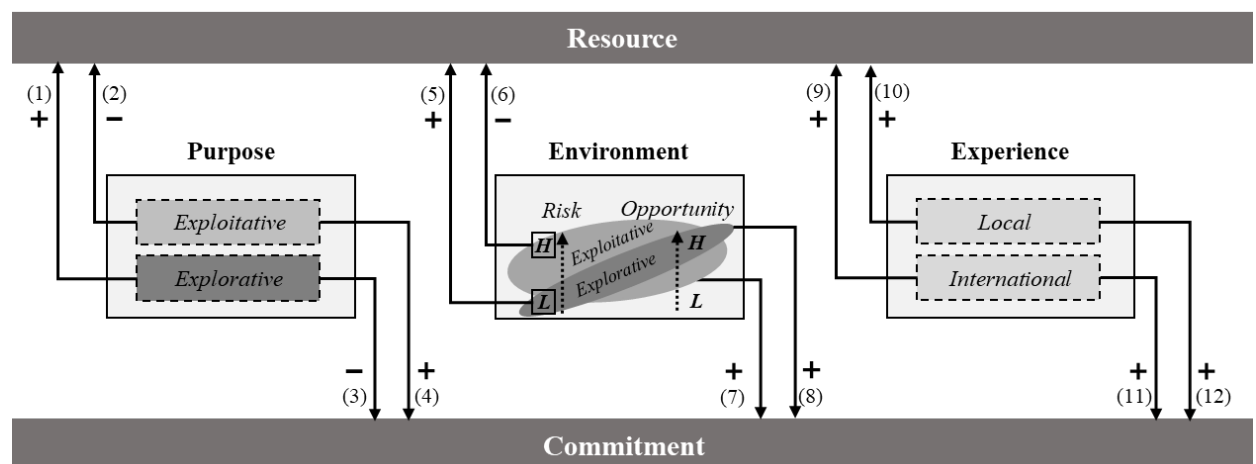 Resource
(1) (2) (5) (6) (9) (10)
+ − + − + +
Purpose Environment Experience
Risk Opportunity
Exploitative Exploitative Local
H H
Explorative Explorative International
L L
− + + + + +
(3) (4) (7) (8) (11) (12)
Commitment